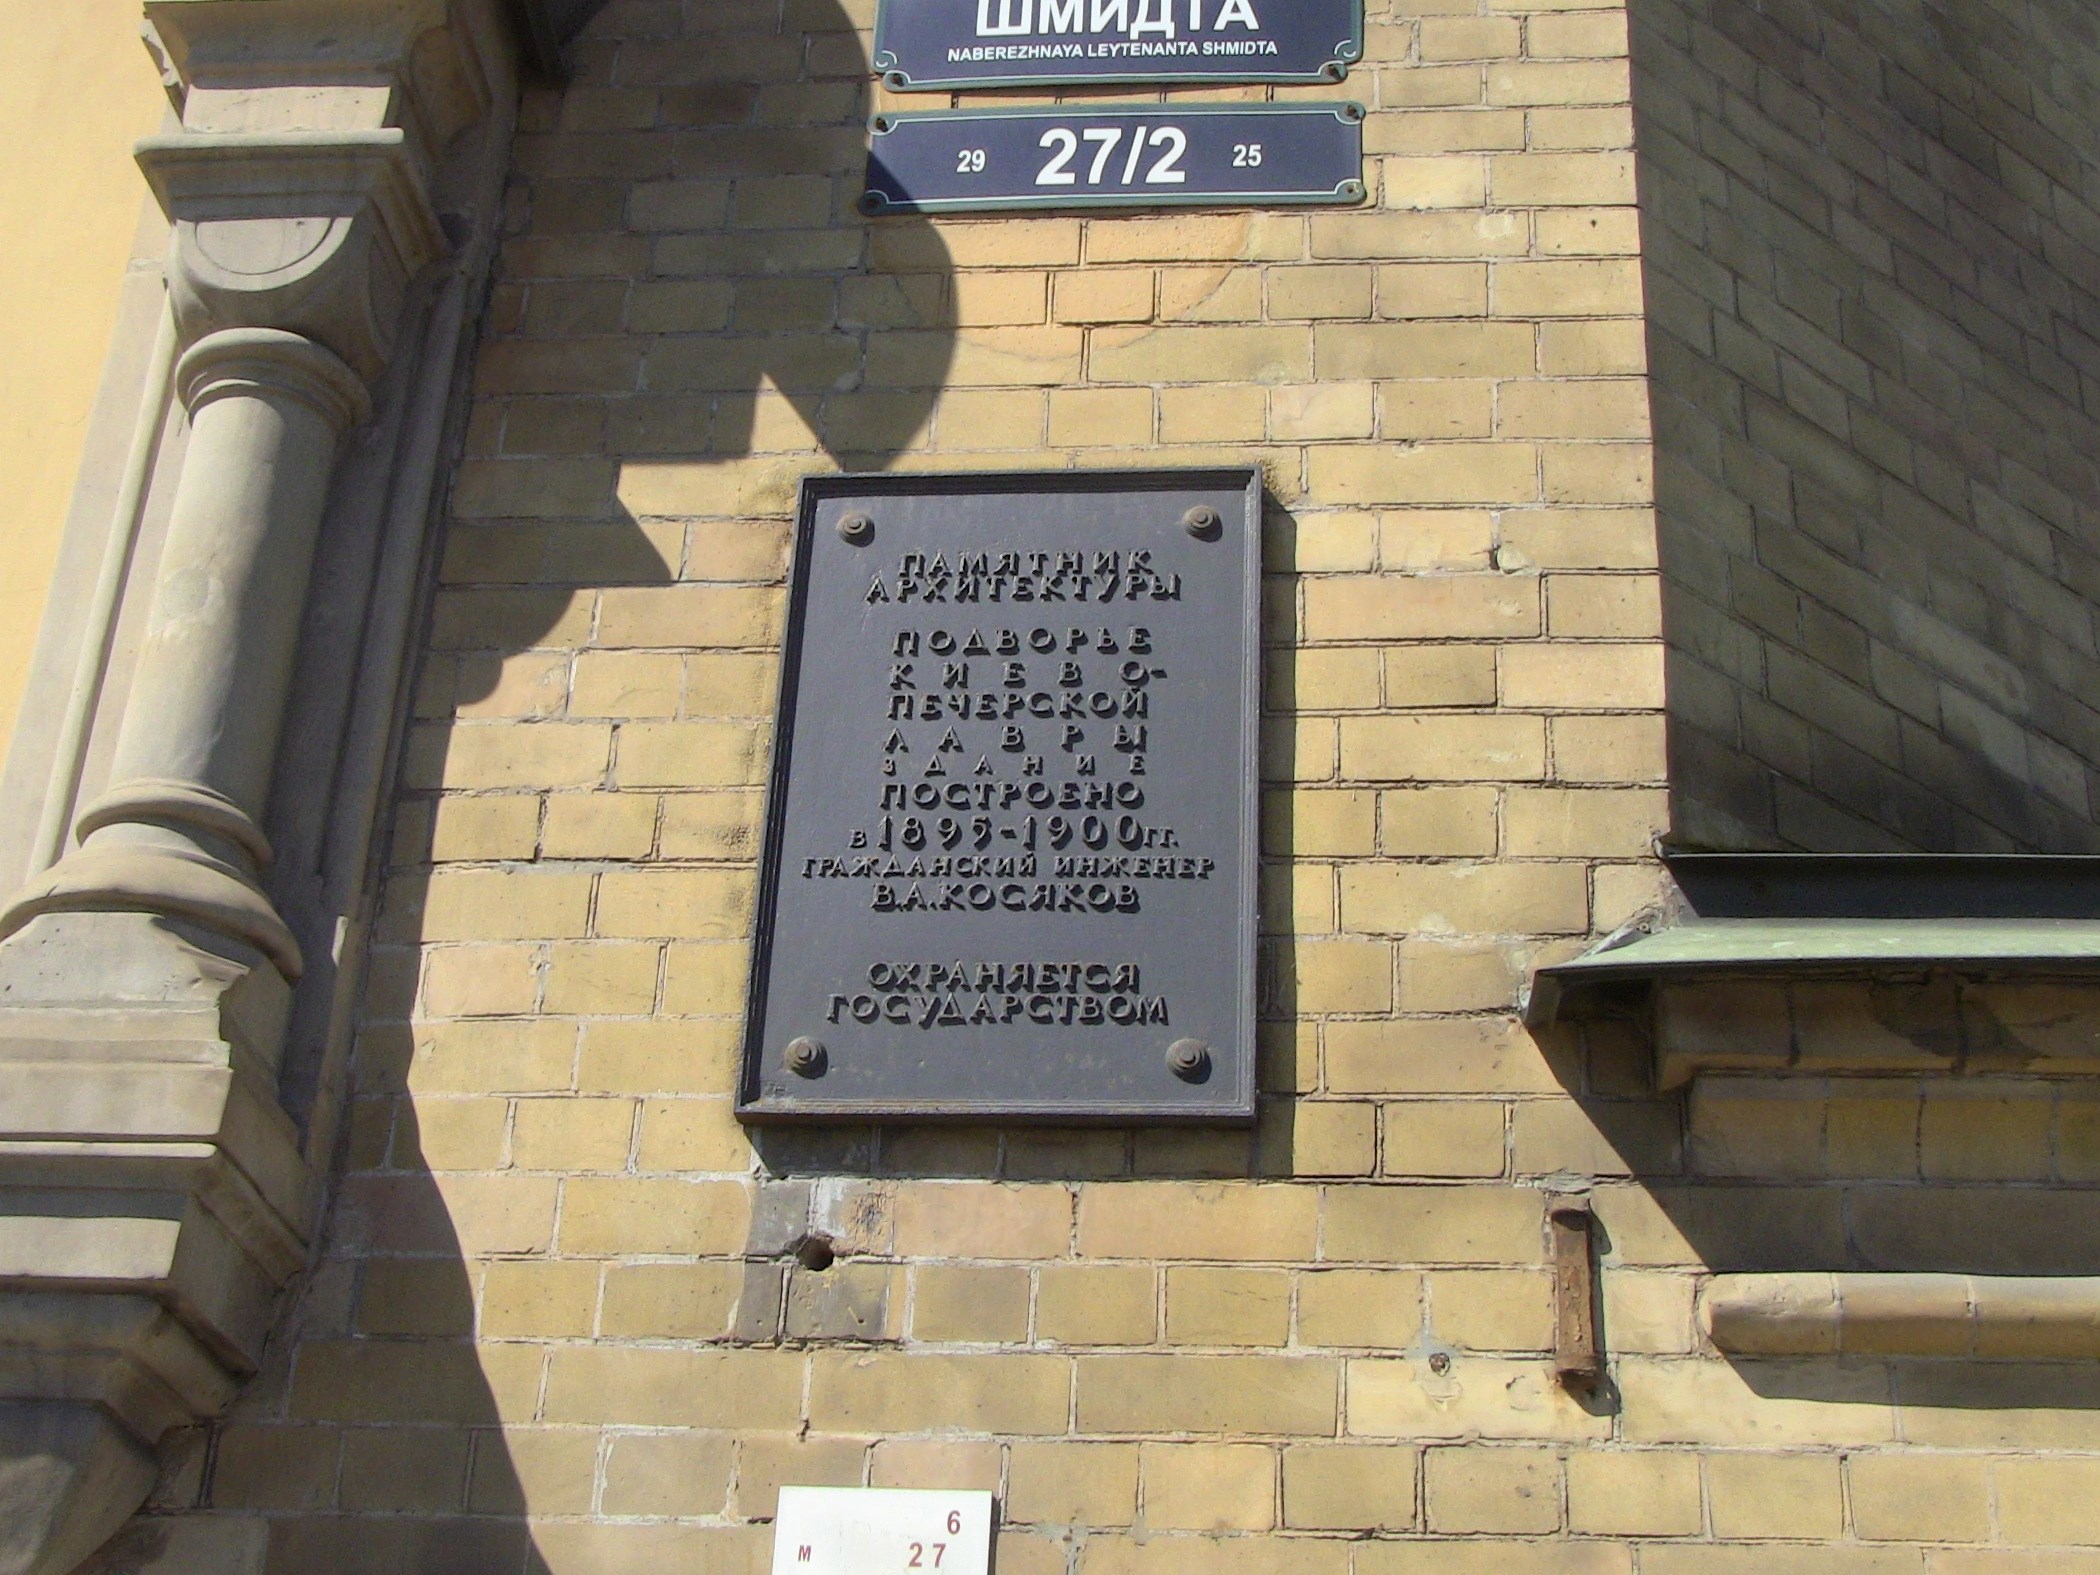 ШМИДТА
NABEREZHNAYA LEYTENANTA SHMIDTA
29 27/2 25
ПАМЯТНИК
АРХИТЕКТУРЫ
ПОДВОРЬЕ
КИЕВО-
ПЕЧЕРСКОЙ
ЛАВРЫ
ЗДАНИЕ
ПОСТРОЕНО
В 1895-1900 ГГ.
ГРАЖДАНСКИЙ ИНЖЕНЕР
В.А.КОСЯКОВ
ОХРАНЯЕТСЯ
ГОСУДАРСТВОМ
6
М 27